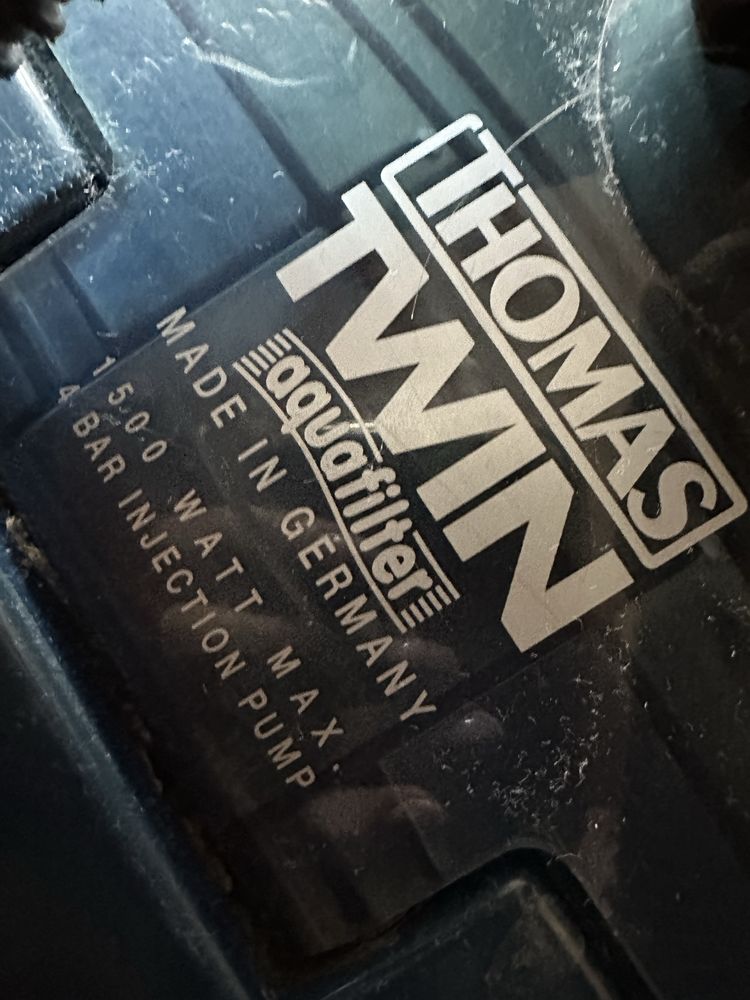 THOMAS
TWIN
aquafilter
MADE IN GERMANY
1500 WATT MAX.
4 BAR INJECTION PUMP